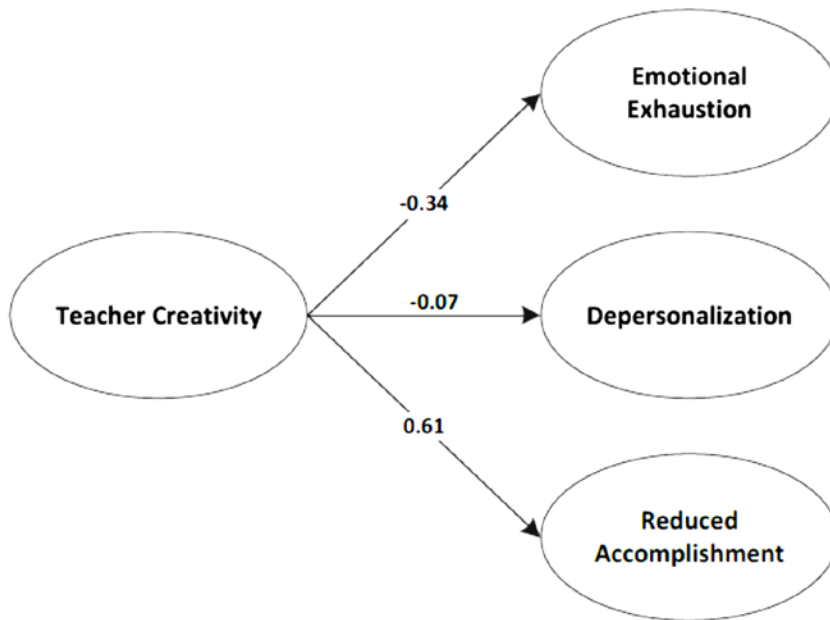 Emotional
Exhaustion
-0.34
Teacher Creativity
-0.07
Depersonalization
0.61
Reduced
Accomplishment